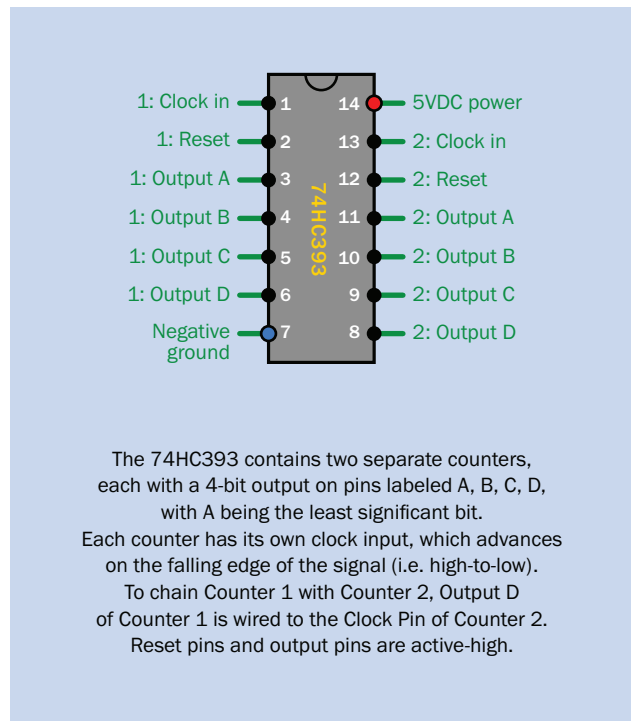 1: Clock in 1 14 5VDC power
1: Reset 2 13 2: Clock in
1: Output A 3 12 2: Reset
1: Output B 4 11 2: Output A
1: Output C 5 10 2: Output B
1: Output D 6 9 2: Output C
Negative 7 8 2: Output D
ground
74HC393
The 74HC393 contains two separate counters,
each with a 4-bit output on pins labeled A, B, C, D,
with A being the least significant bit.
Each counter has its own clock input, which advances
on the falling edge of the signal (i.e. high-to-low).
To chain Counter 1 with Counter 2, Output D
of Counter 1 is wired to the Clock Pin of Counter 2.
Reset pins and output pins are active-high.